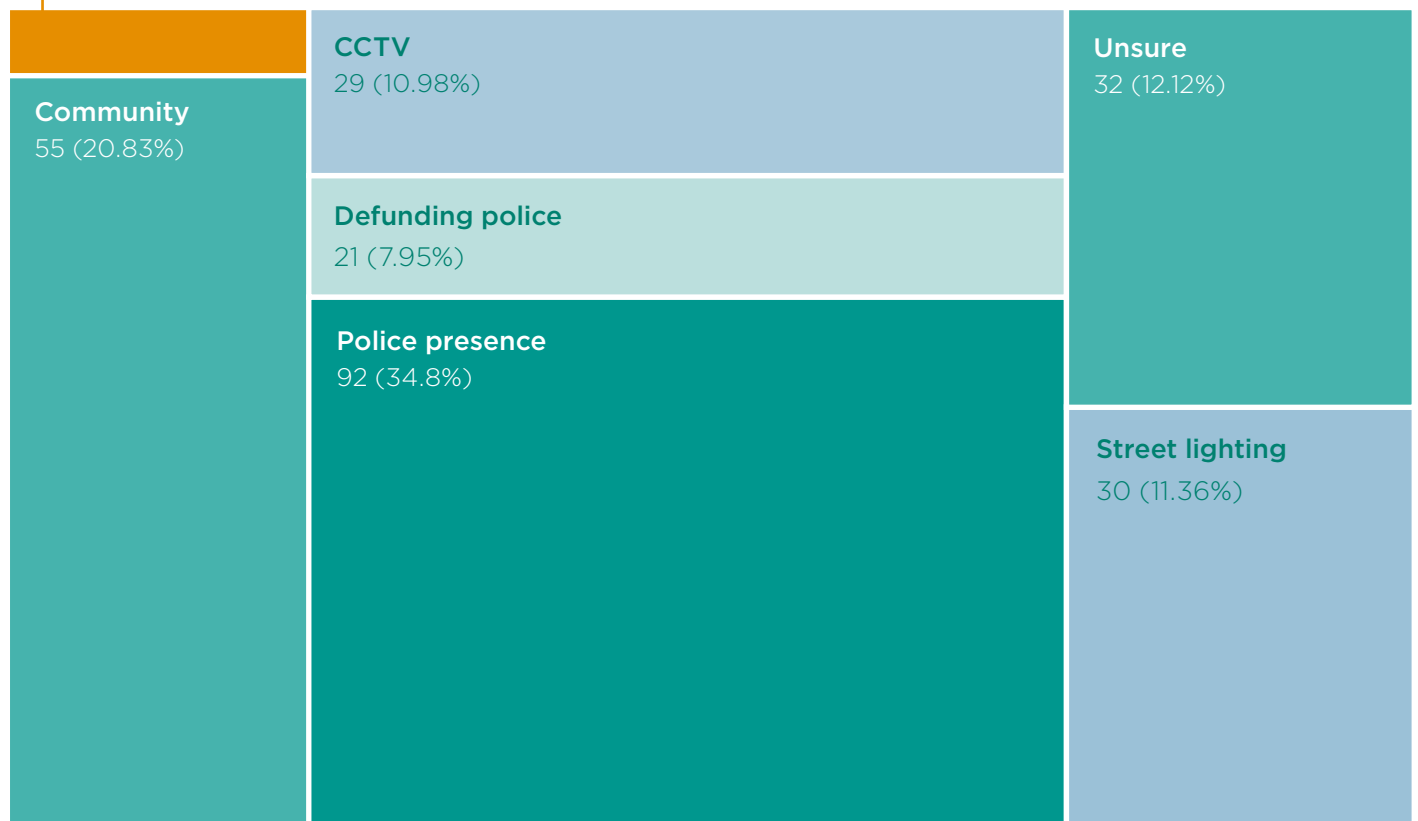 Community
55 (20.83%)
CCTV
29 (10.98%)
Defunding police
21 (7.95%)
Police presence
92 (34.8%)
Unsure
32 (12.12%)
Street lighting
30 (11.36%)